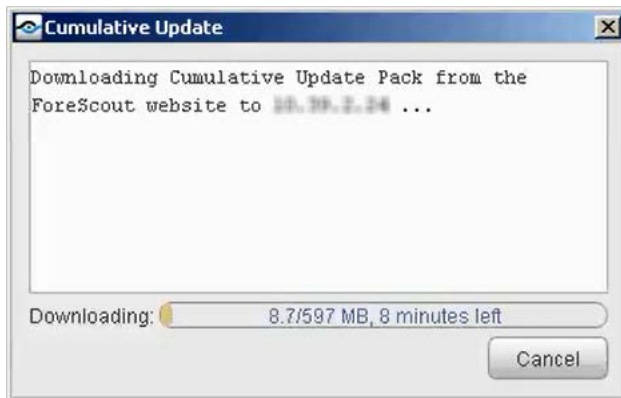 Cumulative Update
Downloading Cumulative Update Pack from the
ForeScout website to ...
Downloading: 8.7/597 MB, 8 minutes left
Cancel